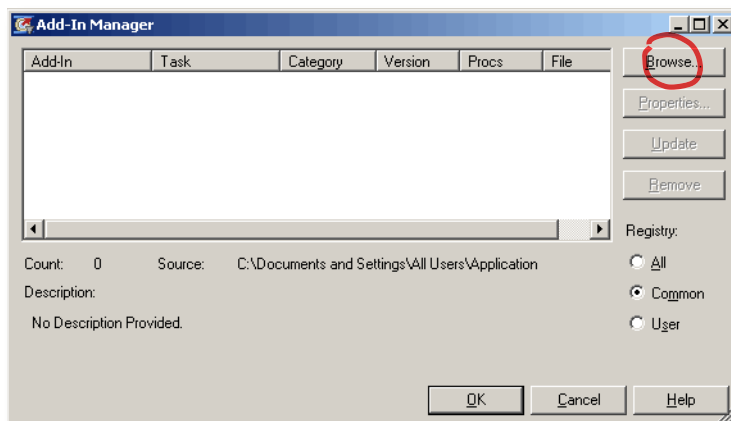 Add-In Manager
Add-In Task Category Version Procs File
Browse...
Properties...
Update
Remove
Registry:
Count: 0 Source: C:\Documents and Settings\All Users\Application
All
Description:
Common
No Description Provided.
User
OK Cancel Help